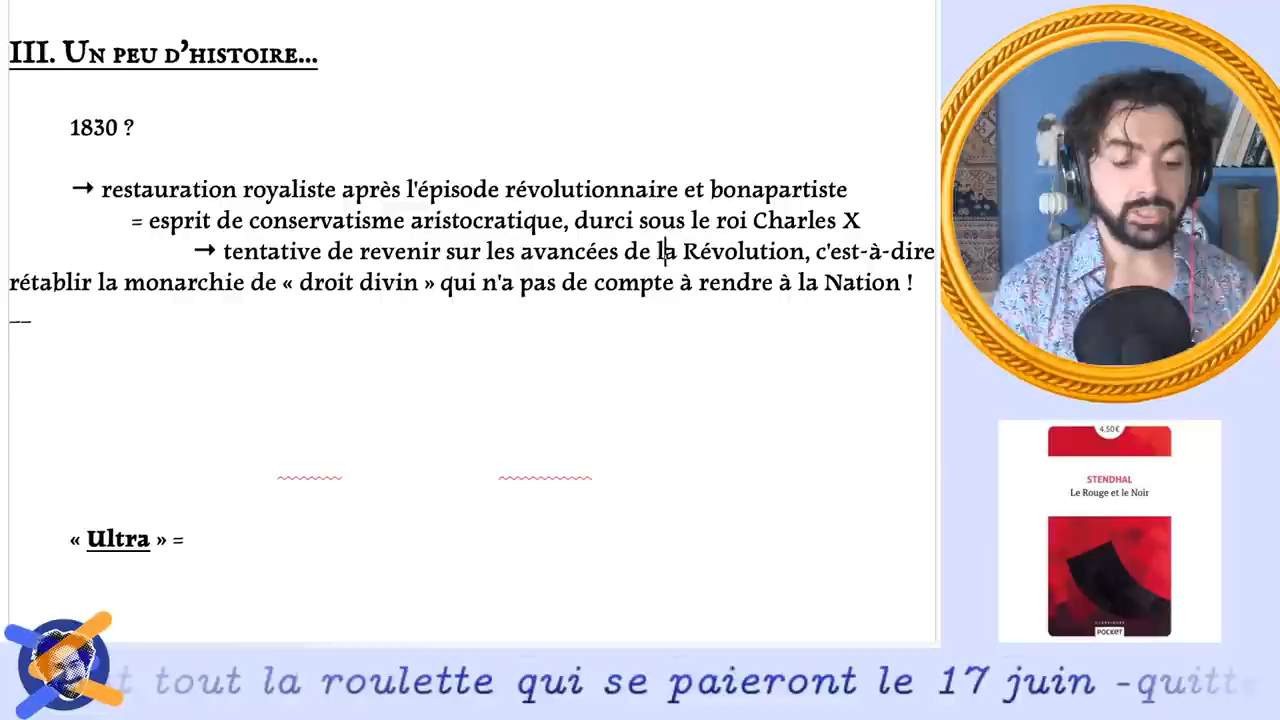 III. Un peu d'histoire...
1830 ?
→ restauration royaliste après l'épisode révolutionnaire et bonapartiste
= esprit de conservatisme aristocratique, durci sous le roi Charles X
→ tentative de revenir sur les avancées de la Révolution, c'est-à-dire
rétablir la monarchie de « droit divin » qui n'a pas de compte à rendre à la Nation !
—
« Ultra » =
4,50€
STENDHAL
Le Rouge et le Noir
CLASSIQUES
POCKET
t tout la roulette qui se paieront le 17 juin -quitt